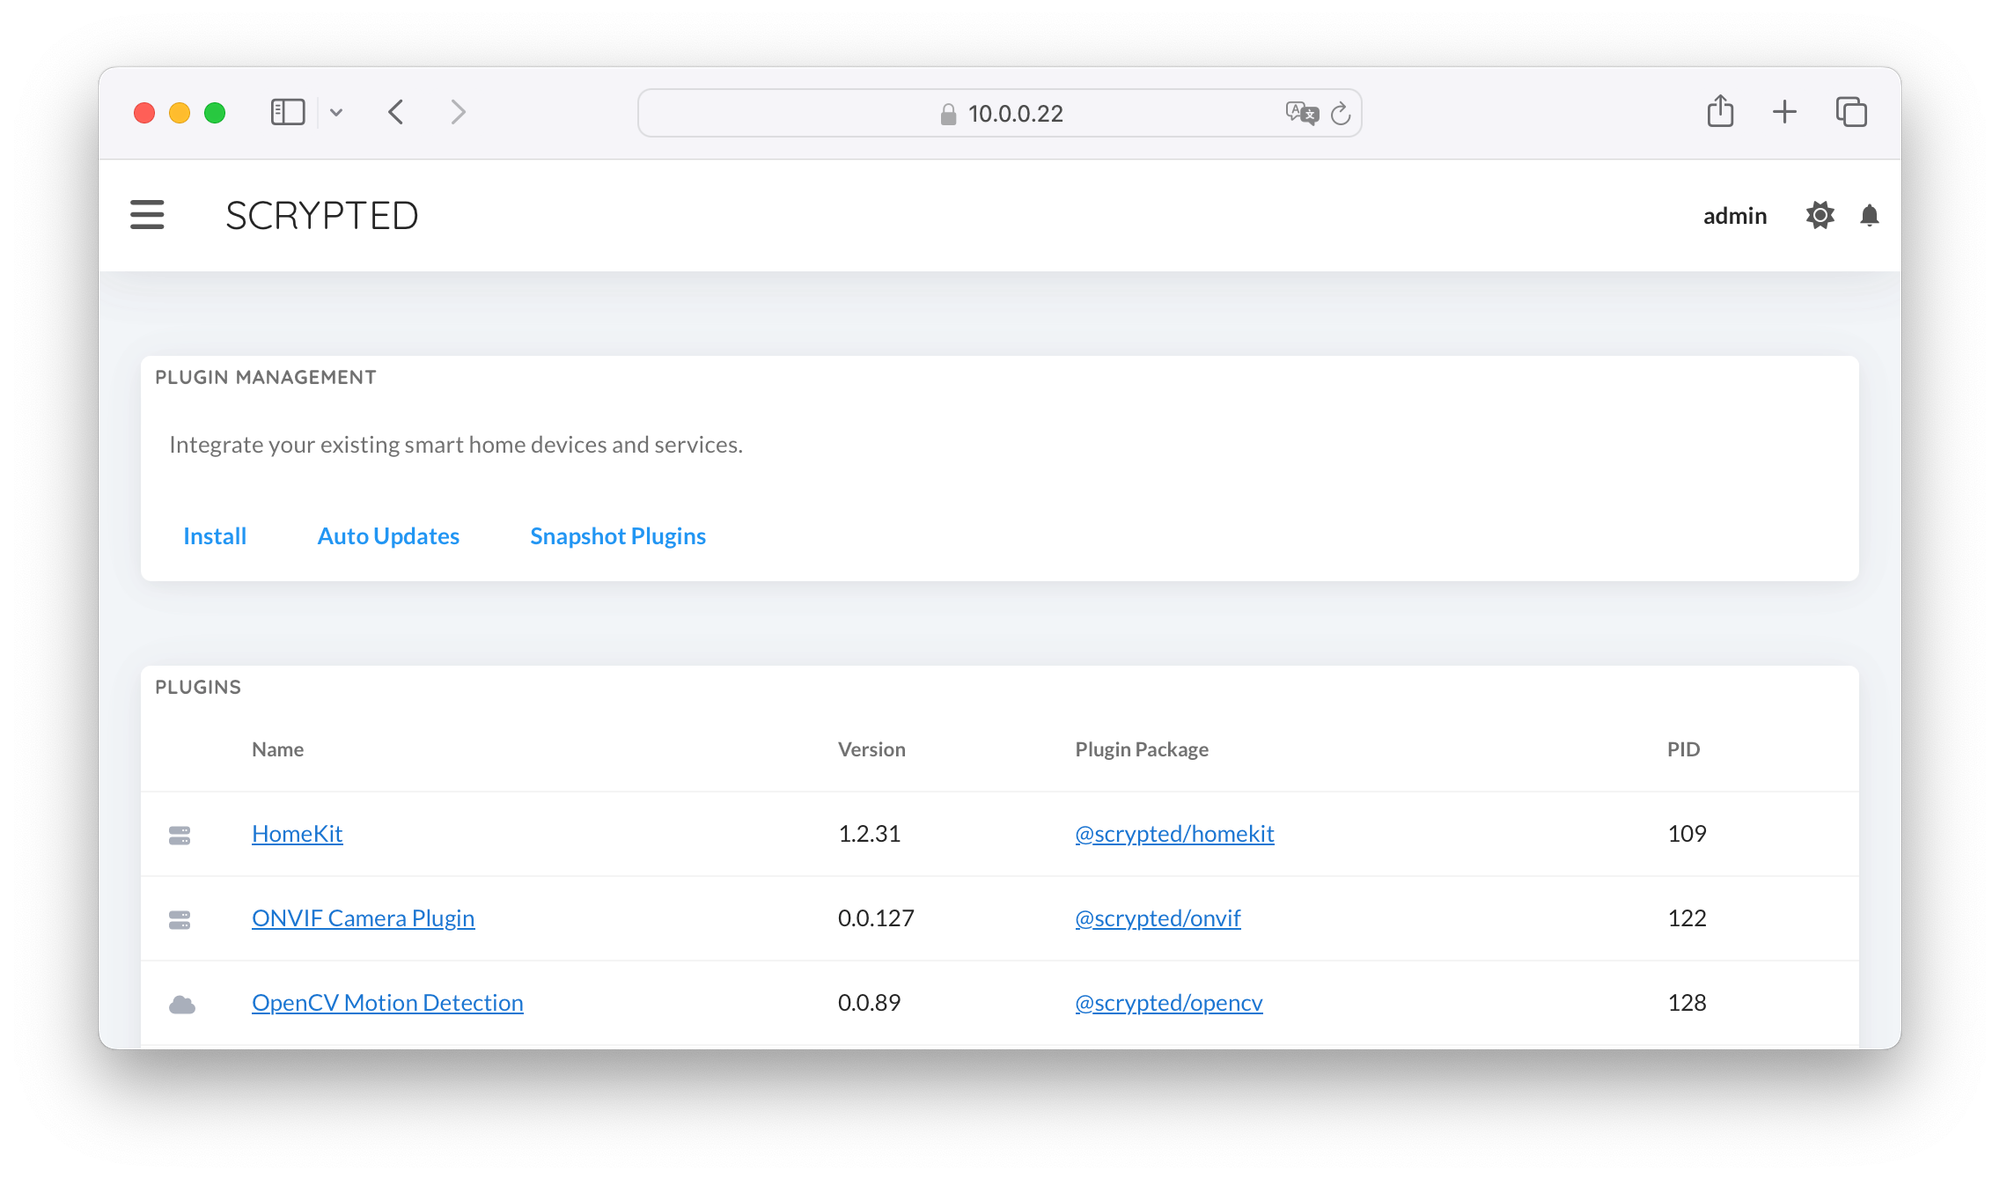 10.0.0.22
SCRYPTED
admin
PLUGIN MANAGEMENT
Integrate your existing smart home devices and services.
Install Auto Updates Snapshot Plugins
PLUGINS
Name Version Plugin Package PID
HomeKit 1.2.31 @scrypted/homekit 109
ONVIF Camera Plugin 0.0.127 @scrypted/onvif 122
OpenCV Motion Detection 0.0.89 @scrypted/opencv 128